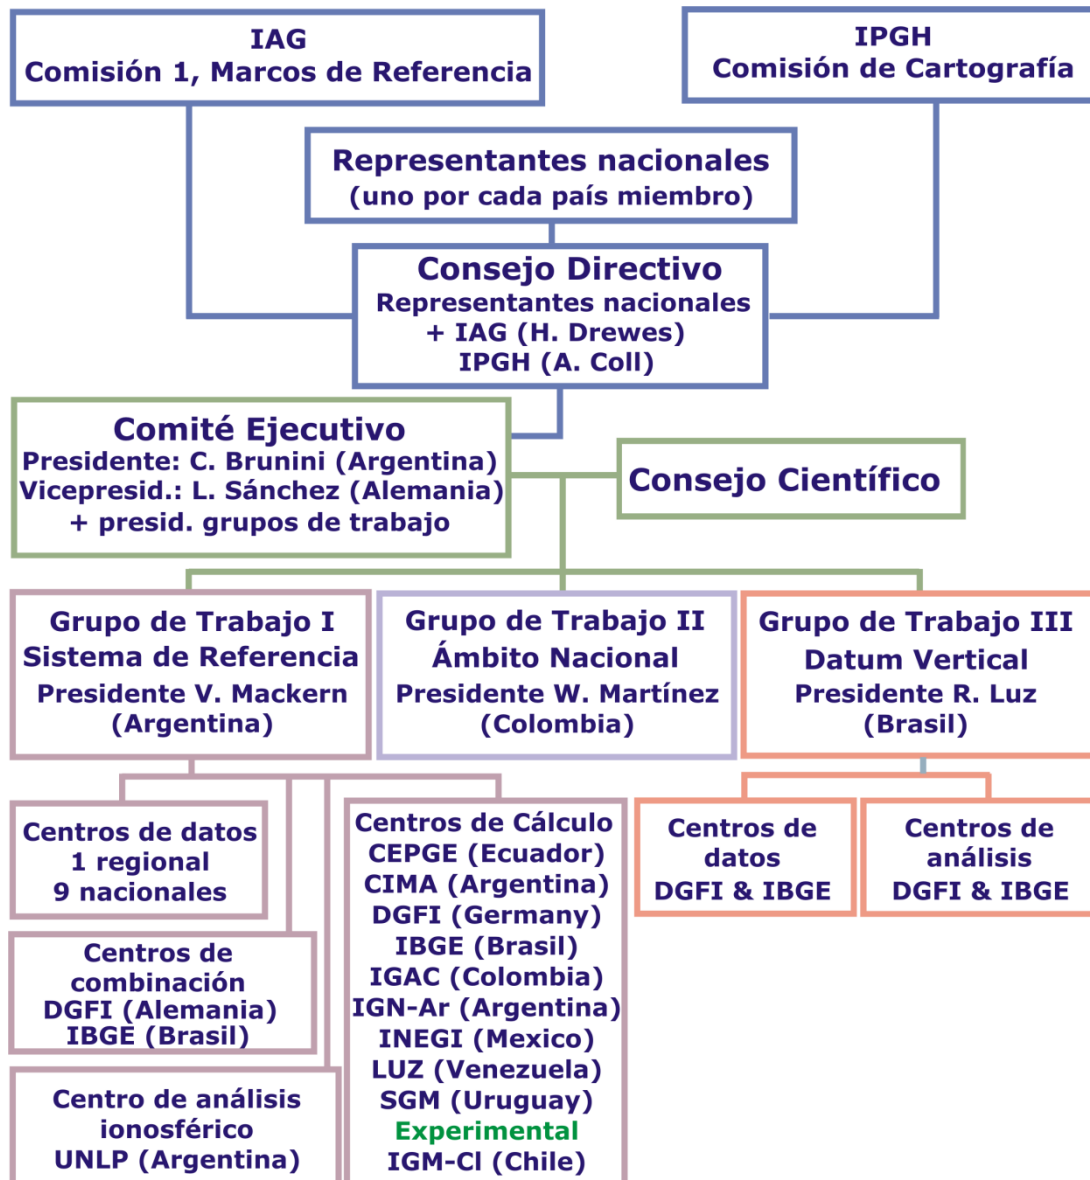 IAG
Comisión 1, Marcos de Referencia
IPGH
Comisión de Cartografía
Representantes nacionales
(uno por cada país miembro)
Consejo Directivo
Representantes nacionales
+ IAG (H. Drewes)
IPGH (A. Coll)
Comité Ejecutivo
Presidente: C. Brunini (Argentina)
Vicepresid.: L. Sánchez (Alemania)
+ presid. grupos de trabajo
Consejo Científico
Grupo de Trabajo I
Sistema de Referencia
Presidente V. Mackern
(Argentina)
Grupo de Trabajo II
Ámbito Nacional
Presidente W. Martínez
(Colombia)
Grupo de Trabajo III
Datum Vertical
Presidente R. Luz
(Brasil)
Centros de datos
1 regional
9 nacionales
Centros de
combinación
DGFI (Alemania)
IBGE (Brasil)
Centro de análisis
ionosférico
UNLP (Argentina)
Centros de Cálculo
CEPGE (Ecuador)
CIMA (Argentina)
DGFI (Germany)
IBGE (Brasil)
IGAC (Colombia)
IGN-Ar (Argentina)
INEGI (Mexico)
LUZ (Venezuela)
SGM (Uruguay)
Experimental
IGM-Cl (Chile)
Centros de
datos
DGFI & IBGE
Centros de
análisis
DGFI & IBGE